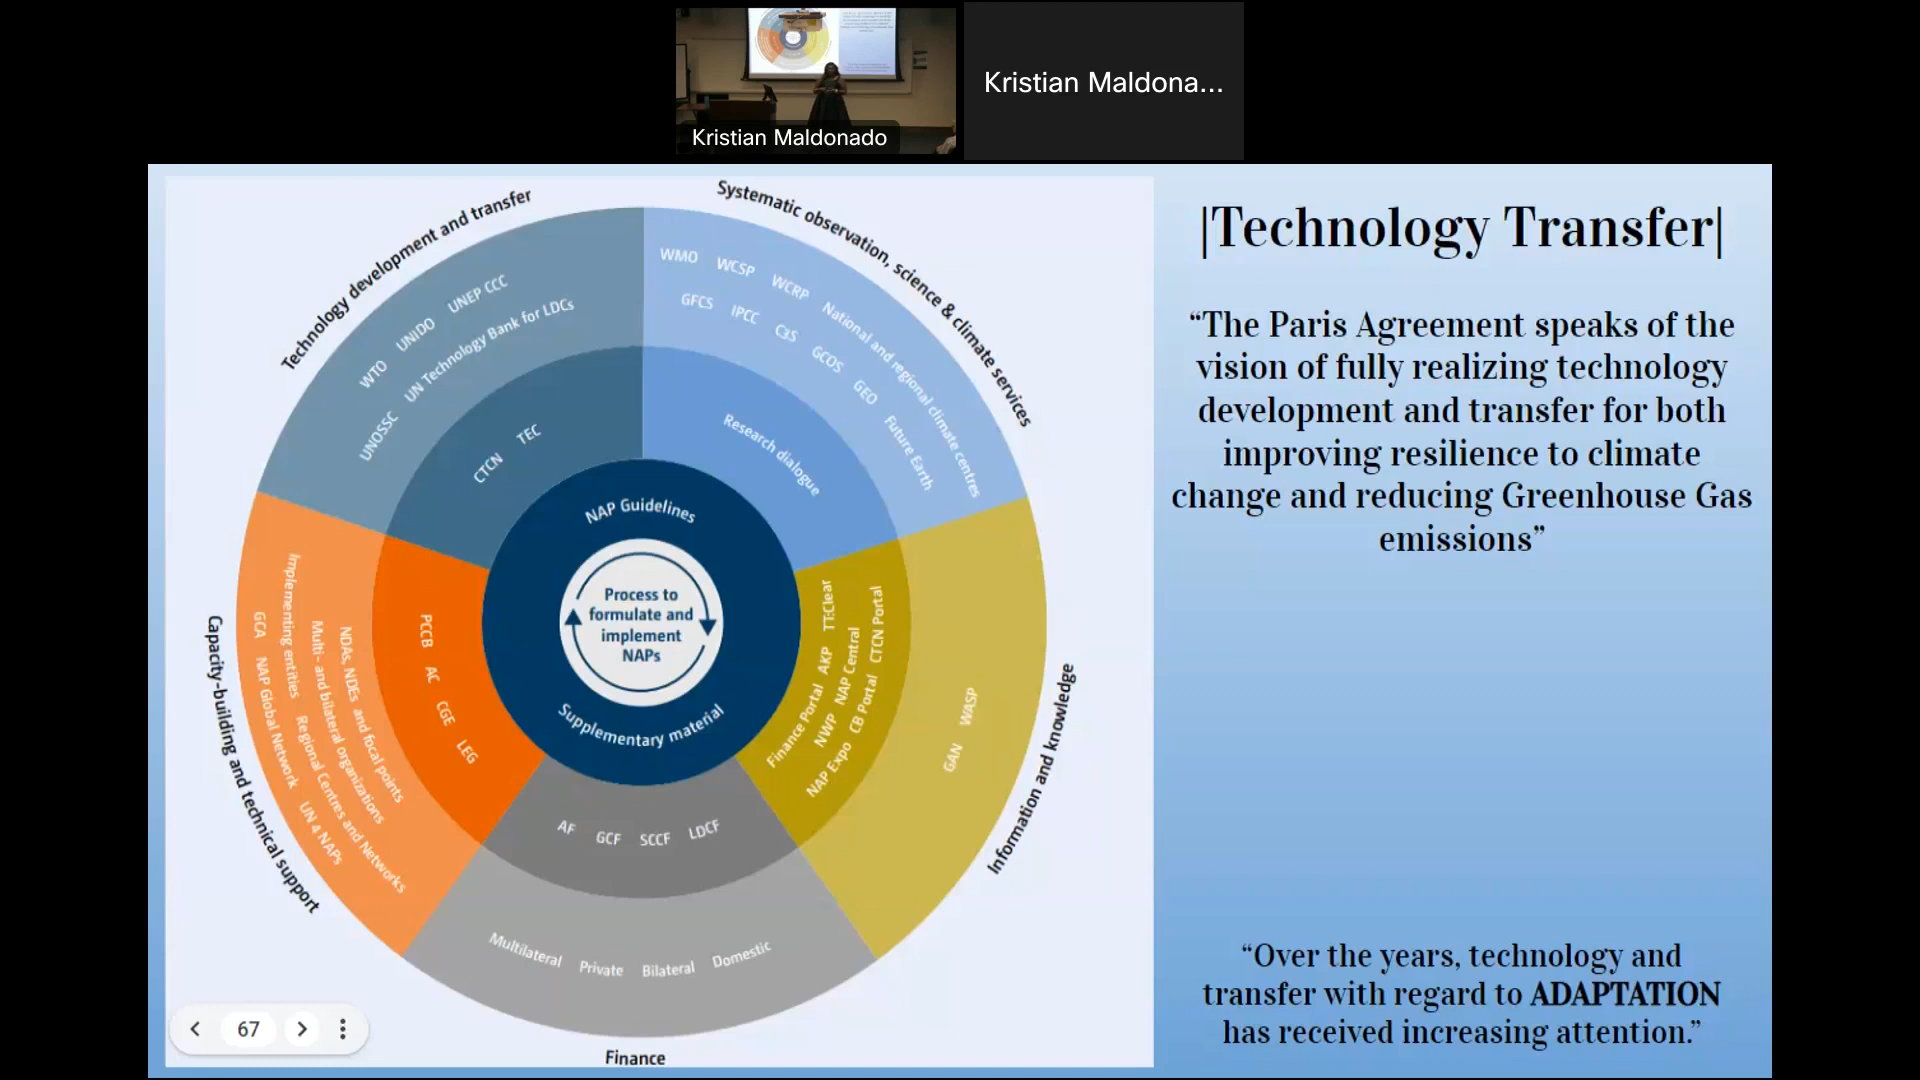 Kristian Maldonado
Kristian Maldona...
|Technology Transfer|
“The Paris Agreement speaks of the
vision of fully realizing technology
development and transfer for both
improving resilience to climate
change and reducing Greenhouse Gas
emissions”
“Over the years, technology and
transfer with regard to ADAPTATION
has received increasing attention.”
Technology development and transfer
WTO UNIDO UNEP CCC
UNOSSC UN Technology Bank for LDCs
CTCN TEC
Systematic observation, science & climate services
WMO WCSP WCRP National and regional climate centres
GFCS IPCC C3S GCOS GEO Future Earth
Research dialogue
Information and knowledge
GAN WASP
Finance Portal AKP TT:Clear
NWP NAP Central
NAP Expo CB Portal CTCN Portal
Finance
AF GCF SCCF LDCF
Multilateral Private Bilateral Domestic
Capacity-building and technical support
GCA NAP Global Network UN 4 NAPs
Implementing entities Regional Centres and Networks
Multi- and bilateral organizations
NDAs, NDEs and focal points
PCCB AC CGE LEG
NAP Guidelines
Process to
formulate and
implement
NAPs
Supplementary material
67